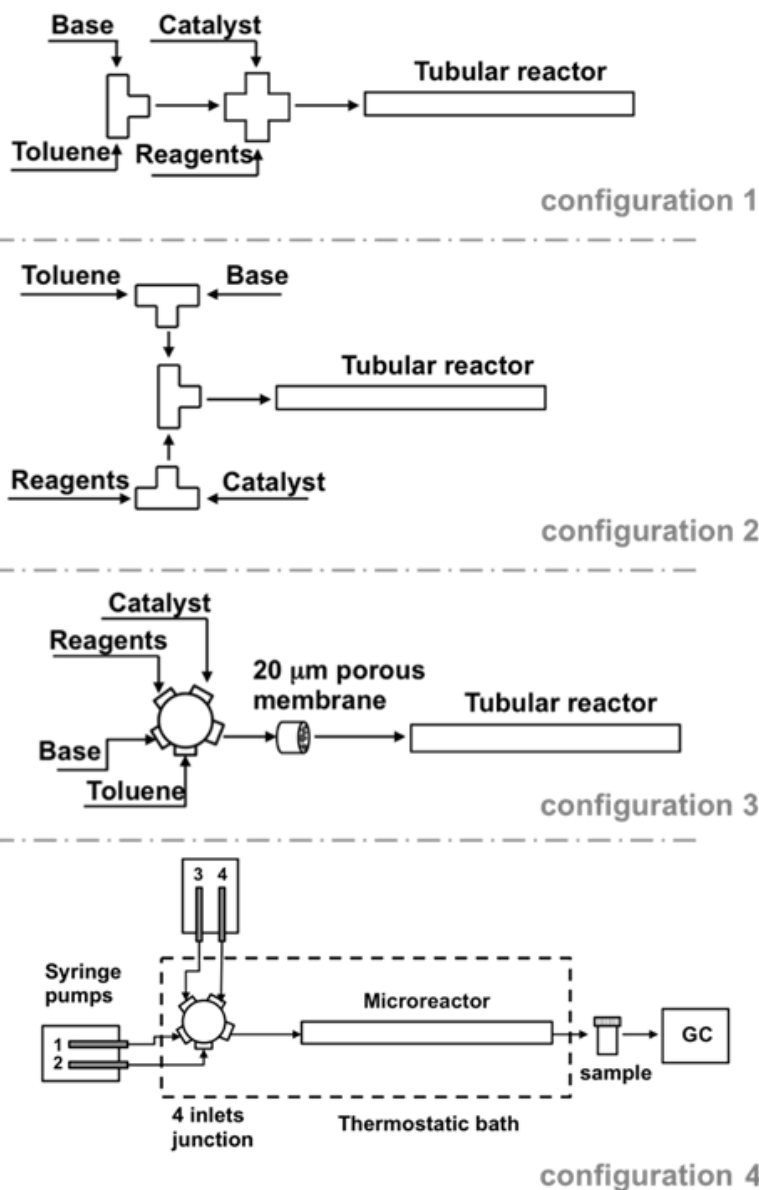 Base
Catalyst
Tubular reactor
Toluene
Reagents
configuration 1
Toluene
Base
Tubular reactor
Reagents
Catalyst
configuration 2
Catalyst
Reagents
20 μm porous
membrane
Tubular reactor
Base
Toluene
configuration 3
3 4
Syringe
pumps
Microreactor
1
2
GC
sample
4 inlets
junction
Thermostatic bath
configuration 4